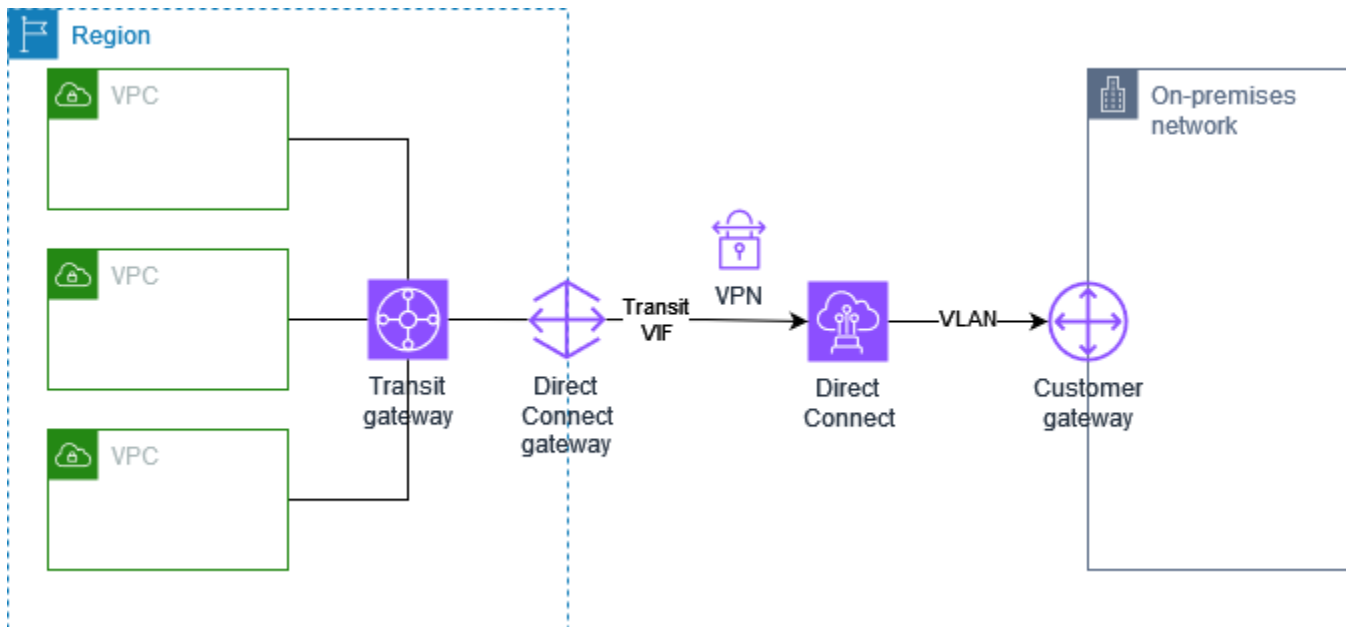 Region
VPC
VPC
VPC
Transit
gateway
Direct
Connect
gateway
Transit
VIF
VPN
Direct
Connect
VLAN
Customer
gateway
On-premises
network